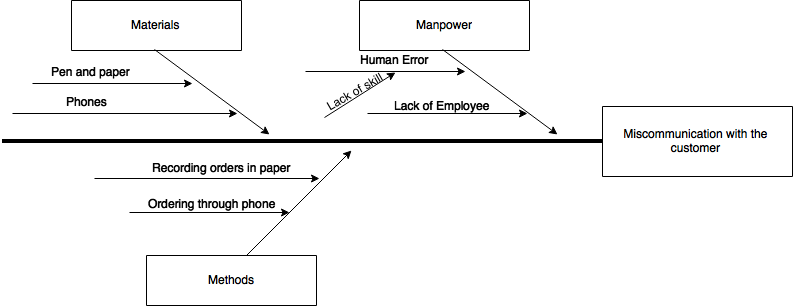 Materials
Manpower
Pen and paper
Phones
Human Error
Lack of skill
Lack of Employee
Miscommunication with the
customer
Recording orders in paper
Ordering through phone
Methods